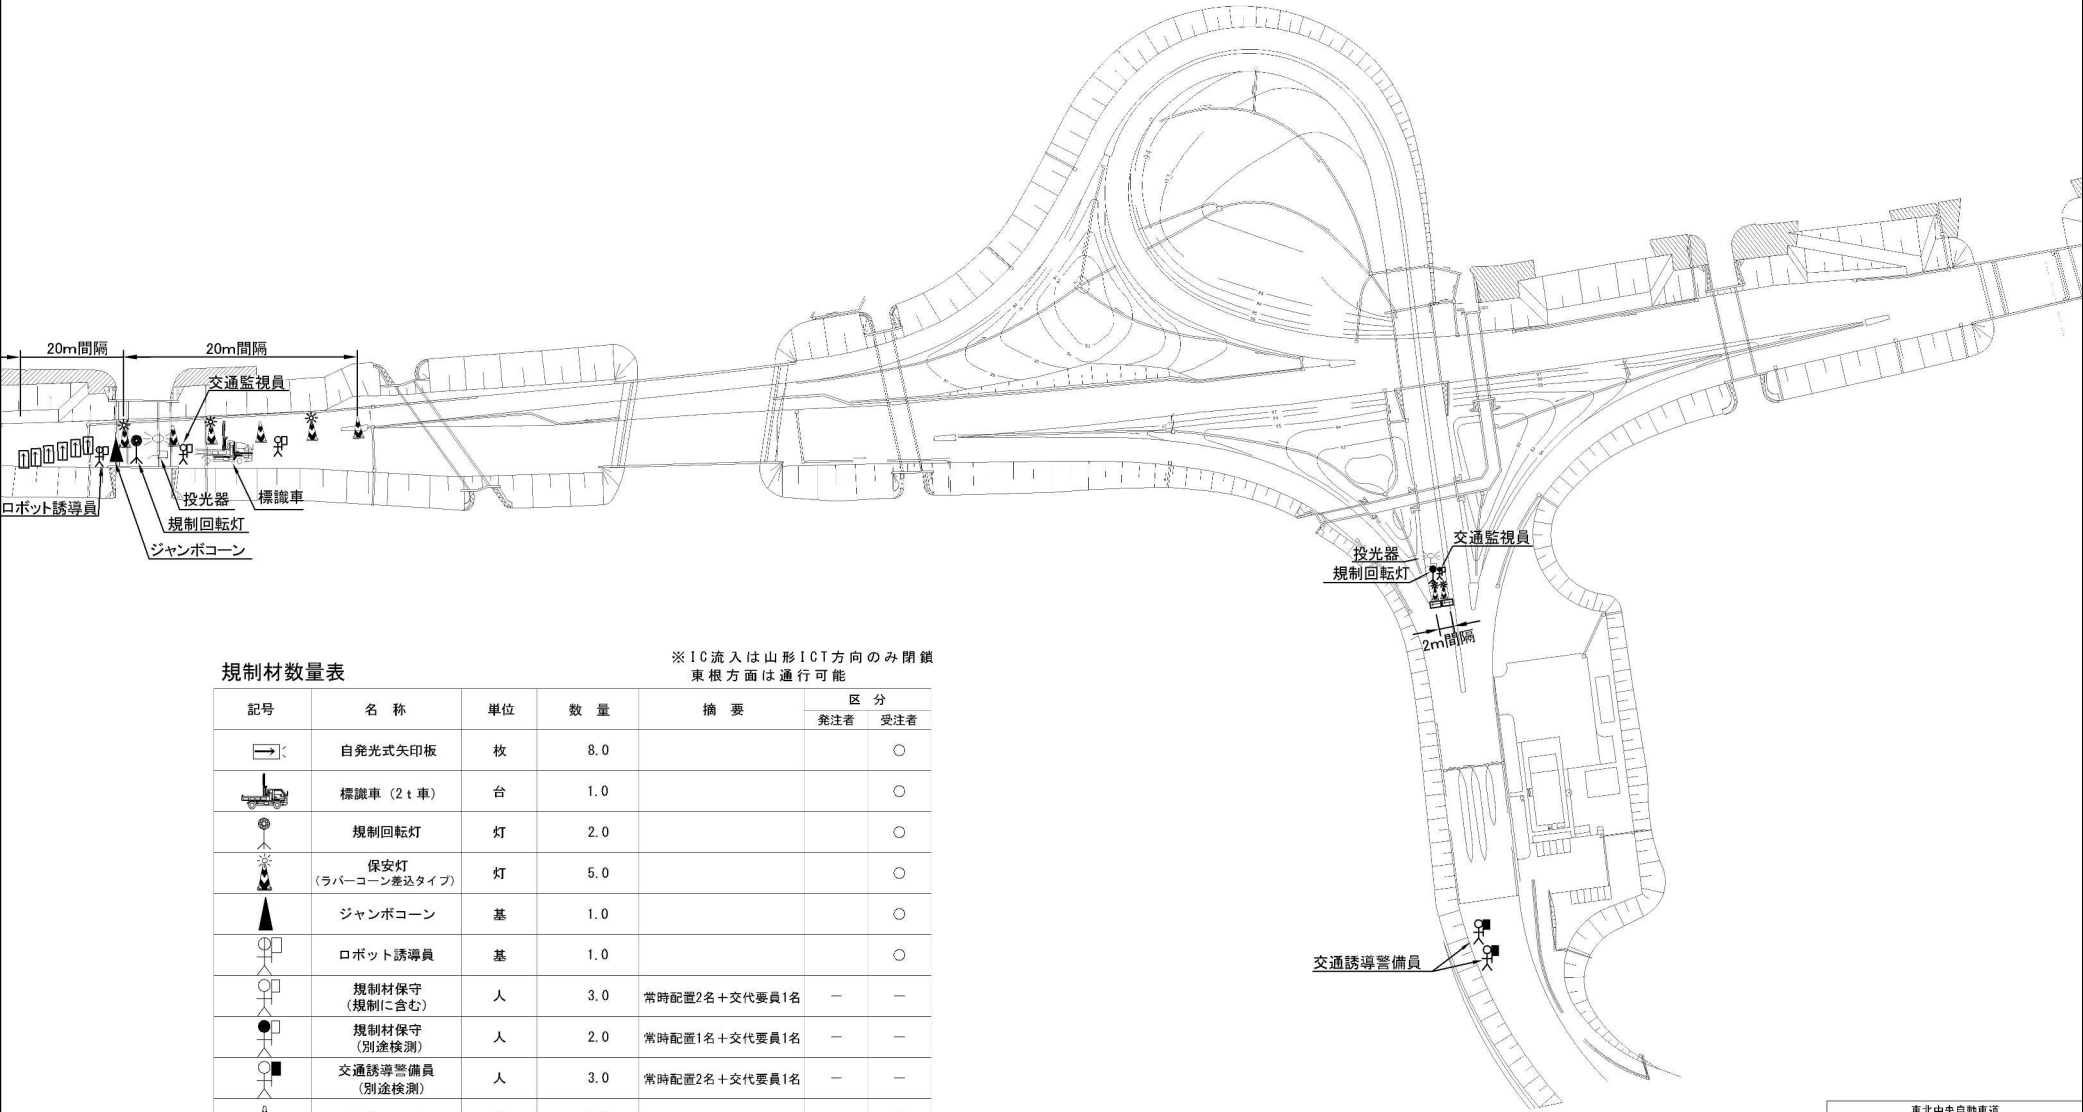 20m間隔
20m間隔
交通監視員
ロボット誘導員
投光器
標識車
規制回転灯
ジャンボコーン
交通監視員
投光器
規制回転灯
2m間隔
交通誘導警備員
規制材数量表
※IC流入は山形ICT方向のみ閉鎖
東根方面は通行可能
記号 名 称 単位 数 量 摘 要 区 分
発注者 受注者
自発光式矢印板 枚 8.0 ○
標識車(2t車) 台 1.0 ○
規制回転灯 灯 2.0 ○
保安灯
(ラバーコーン差込タイプ) 灯 5.0 ○
ジャンボコーン 基 1.0 ○
ロボット誘導員 基 1.0 ○
規制材保守
(規制に含む) 人 3.0 常時配置2名+交代要員1名 - -
規制材保守
(別途検測) 人 2.0 常時配置1名+交代要員1名 - -
交通誘導警備員
(別途検測) 人 3.0 常時配置2名+交代要員1名 - -
東北中央自動車道